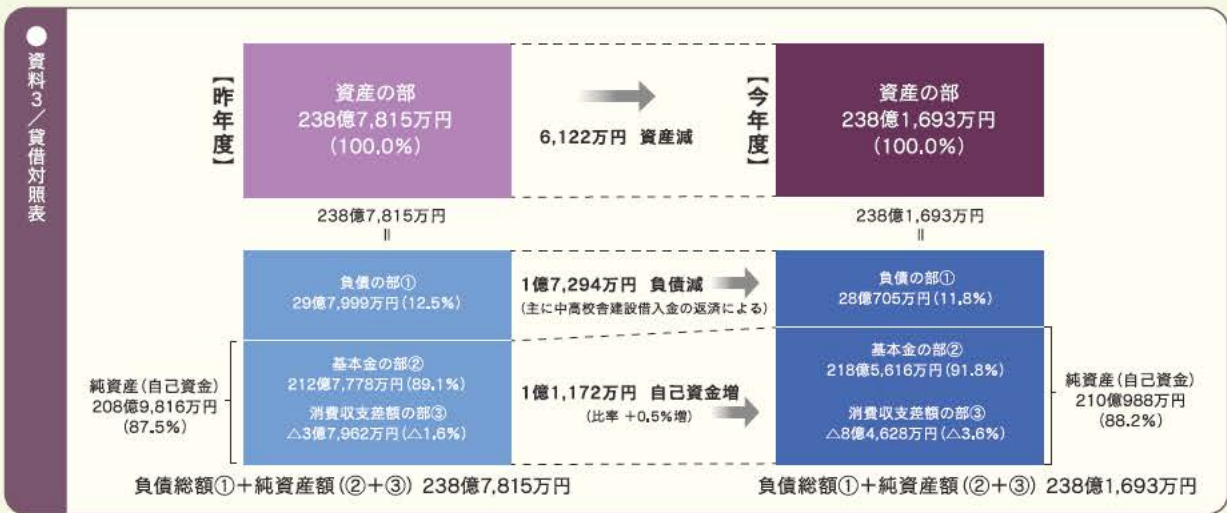 ●資料3／貸借対照表
【昨年度】
資産の部
238億7,815万円
(100.0%)
6,122万円 資産減
【今年度】
資産の部
238億1,693万円
(100.0%)
238億7,815万円
=
238億1,693万円
=
負債の部①
29億7,999万円(12.5%)
1億7,294万円 負債減
(主に中高校舎建設借入金の返済による)
負債の部①
28億705万円(11.8%)
純資産(自己資金)
208億9,816万円
(87.5%)
基本金の部②
212億7,778万円(89.1%)
消費収支差額の部③
△3億7,962万円(△1.6%)
1億1,172万円 自己資金増
(比率 +0.5%増)
基本金の部②
218億5,616万円(91.8%)
消費収支差額の部③
△8億4,628万円(△3.6%)
純資産(自己資金)
210億988万円
(88.2%)
負債総額①+純資産額(②+③) 238億7,815万円
負債総額①+純資産額(②+③) 238億1,693万円